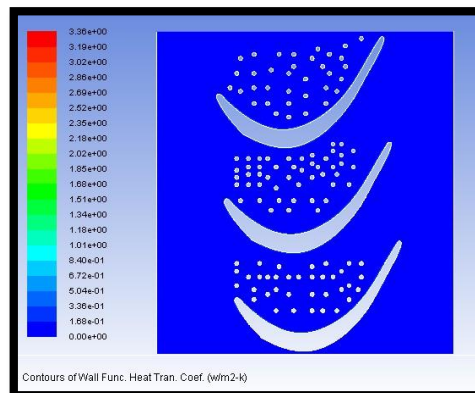 3.36e+00
3.19e+00
3.02e+00
2.86e+00
2.69e+00
2.52e+00
2.35e+00
2.18e+00
2.02e+00
1.85e+00
1.68e+00
1.51e+00
1.34e+00
1.18e+00
1.01e+00
8.40e-01
6.72e-01
5.04e-01
3.36e-01
1.68e-01
0.00e+00
Contours of Wall Func. Heat Tran. Coef. (w/m2-k)